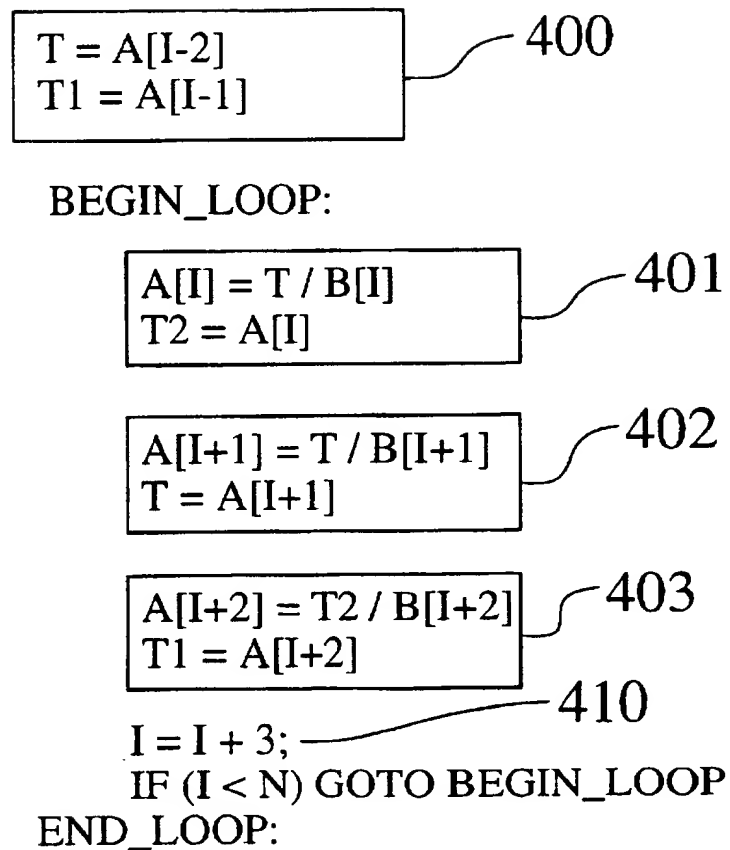 T = A[I-2]
T1 = A[I-1]
400
BEGIN_LOOP:
A[I] = T / B[I]
T2 = A[I]
401
A[I+1] = T / B[I+1]
T = A[I+1]
402
A[I+2] = T2 / B[I+2]
T1 = A[I+2]
403
410
I = I + 3;
IF (I < N) GOTO BEGIN_LOOP
END_LOOP: